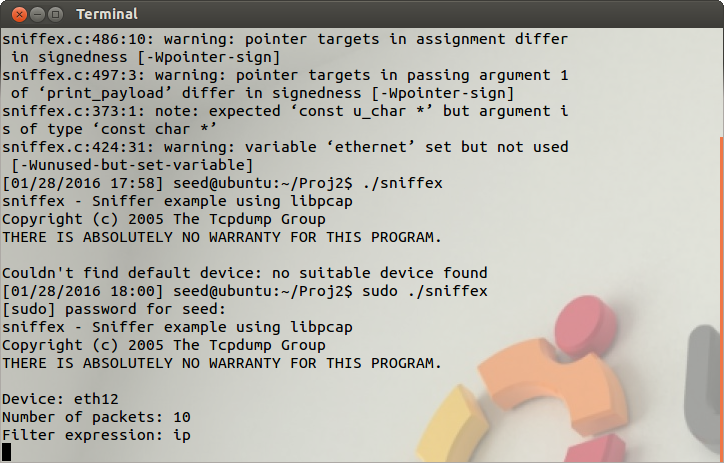 Terminal
sniffex.c:486:10: warning: pointer targets in assignment differ
 in signedness [-Wpointer-sign]
sniffex.c:497:3: warning: pointer targets in passing argument 1
 of ‘print_payload’ differ in signedness [-Wpointer-sign]
sniffex.c:373:1: note: expected ‘const u_char *’ but argument i
s of type ‘const char *’
sniffex.c:424:31: warning: variable ‘ethernet’ set but not used
 [-Wunused-but-set-variable]
[01/28/2016 17:58] seed@ubuntu:~/Proj2$ ./sniffex
sniffex - Sniffer example using libpcap
Copyright (c) 2005 The Tcpdump Group
THERE IS ABSOLUTELY NO WARRANTY FOR THIS PROGRAM.

Couldn't find default device: no suitable device found
[01/28/2016 18:00] seed@ubuntu:~/Proj2$ sudo ./sniffex
[sudo] password for seed:
sniffex - Sniffer example using libpcap
Copyright (c) 2005 The Tcpdump Group
THERE IS ABSOLUTELY NO WARRANTY FOR THIS PROGRAM.

Device: eth12
Number of packets: 10
Filter expression: ip